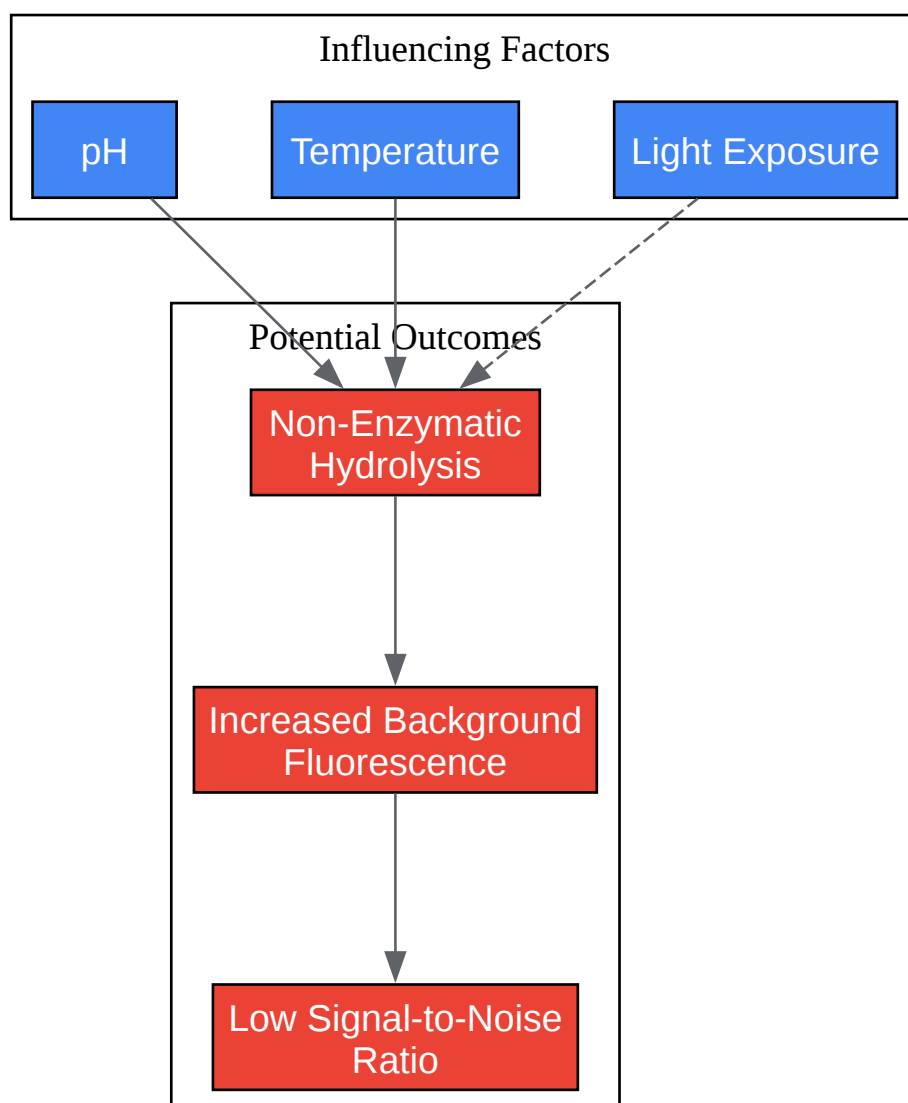 Influencing Factors
pH
Temperature
Light Exposure
Potential Outcomes
Non-Enzymatic
Hydrolysis
Increased Background
Fluorescence
Low Signal-to-Noise
Ratio